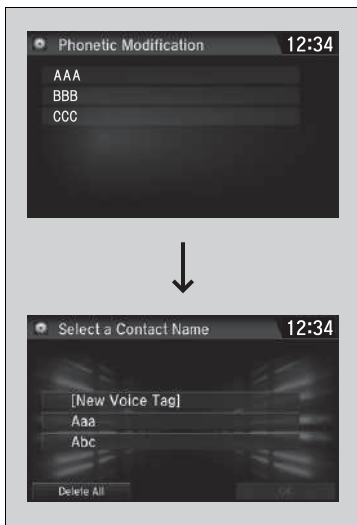 Phonetic Modification 12:34
AAA
BBB
CCC
Select a Contact Name 12:34
[New Voice Tag]
Aaa
Abc
Delete All OK